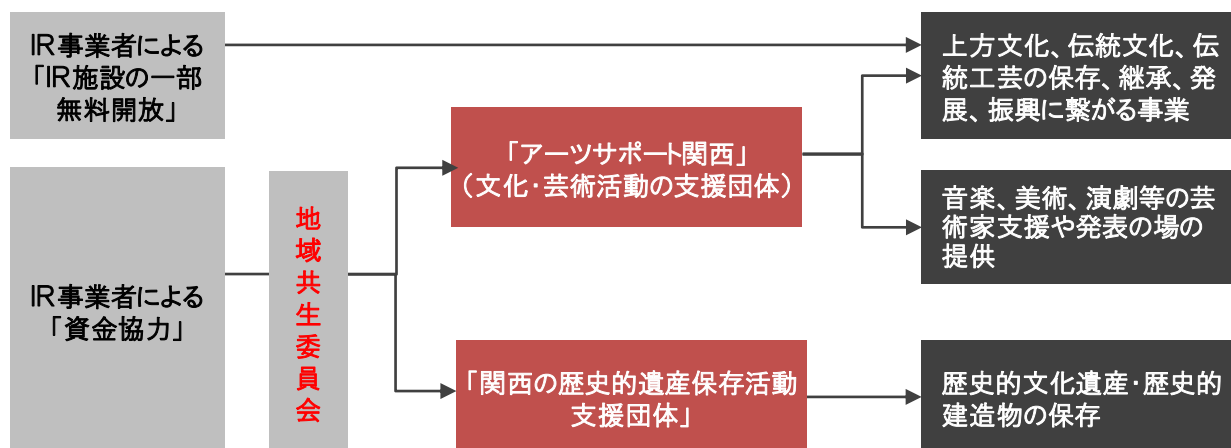 IR事業者による
「IR施設の一部
無料開放」
上方文化、伝統文化、伝
統工芸の保存、継承、発
展、振興に繋がる事業
「アーツサポート関西」
（文化・芸術活動の支援団体）
音楽、美術、演劇等の芸
術家支援や発表の場の
提供
地域共生委員会
IR事業者による
「資金協力」
「関西の歴史的遺産保存活動
支援団体」
歴史的文化遺産・歴史的
建造物の保存